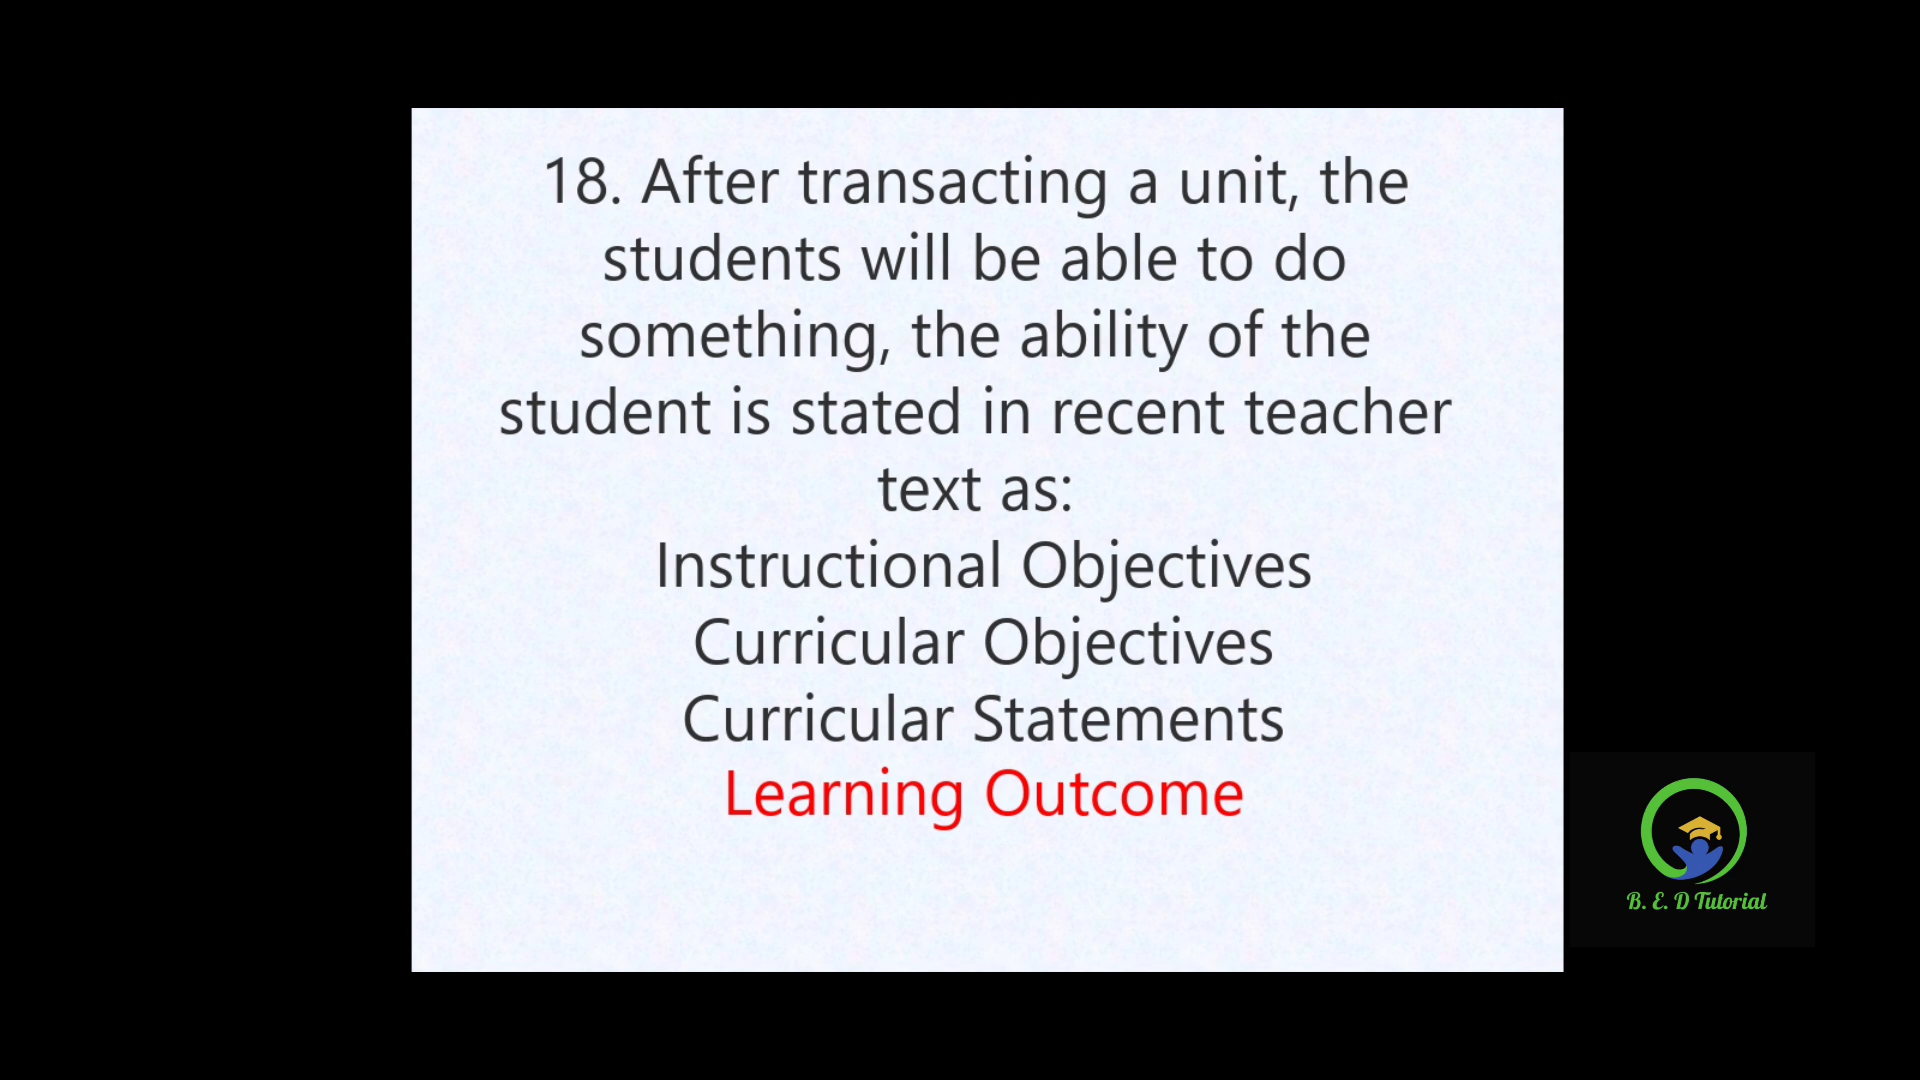 18. After transacting a unit, the
students will be able to do
something, the ability of the
student is stated in recent teacher
text as:
Instructional Objectives
Curricular Objectives
Curricular Statements
Learning Outcome
B. E. D Tutorial